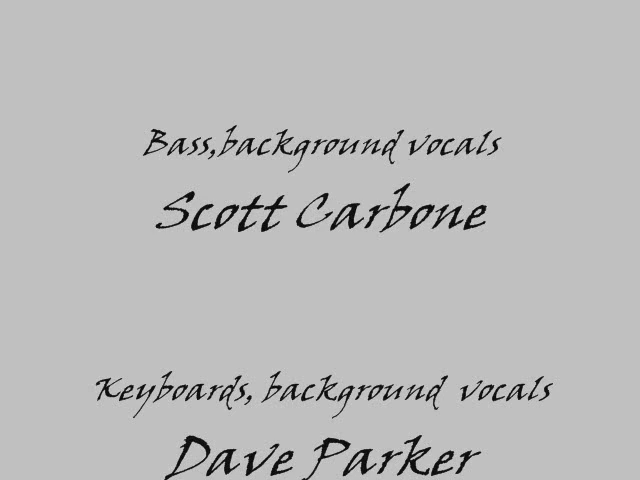 Bass,background vocals
Scott Carbone
Keyboards, background vocals
Dave Parker